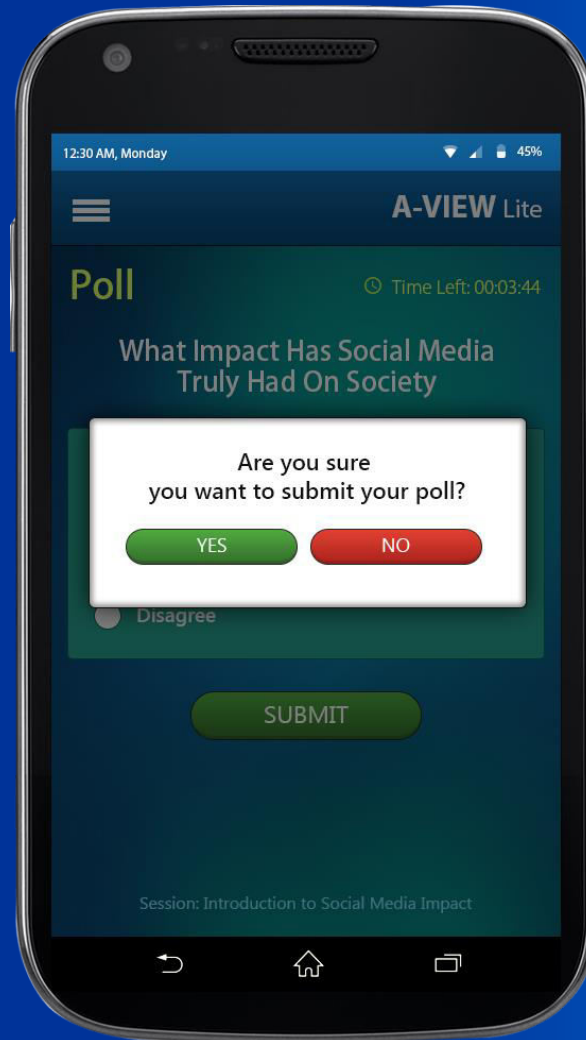 12:30 AM, Monday 45%
A-VIEW Lite
Poll
Time Left: 00:03:44
What Impact Has Social Media
Truly Had On Society
Are you sure
you want to submit your poll?
YES NO
Disagree
SUBMIT
Session: Introduction to Social Media Impact